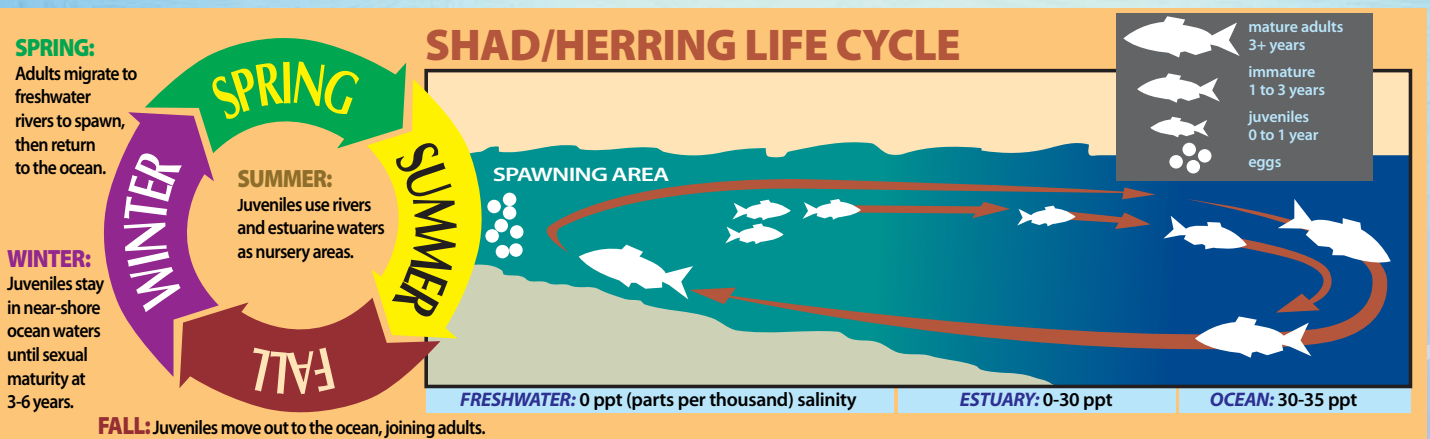 SHAD/HERRING LIFE CYCLE
SPRING:
Adults migrate to
freshwater
rivers to spawn,
then return
to the ocean.
SPRING
SUMMER
FALL
WINTER
SUMMER:
Juveniles use rivers
and estuarine waters
as nursery areas.
WINTER:
Juveniles stay
in near-shore
ocean waters
until sexual
maturity at
3-6 years.
FALL: Juveniles move out to the ocean, joining adults.
mature adults
3+ years
immature
1 to 3 years
juveniles
0 to 1 year
eggs
SPAWNING AREA
FRESHWATER: 0 ppt (parts per thousand) salinity
ESTUARY: 0-30 ppt
OCEAN: 30-35 ppt